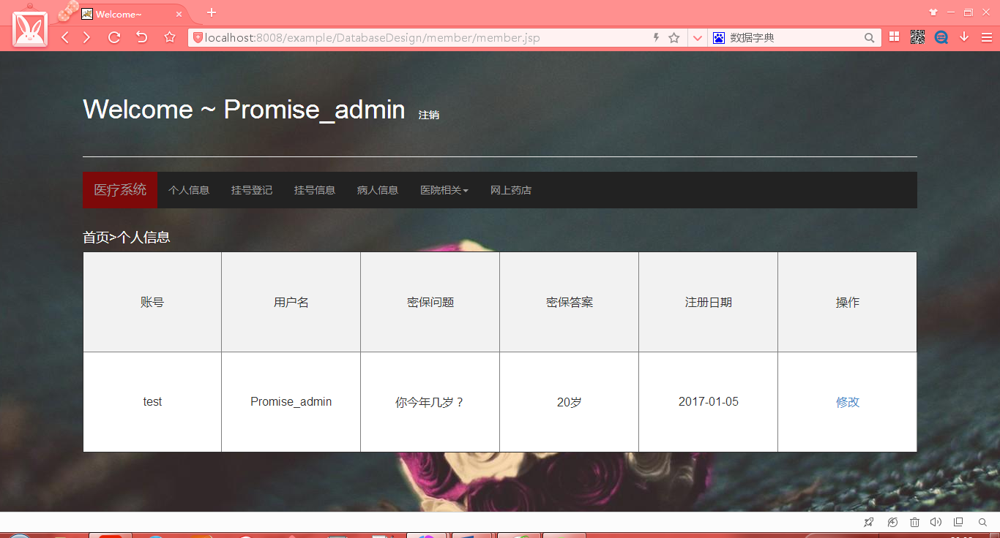 Welcome~
localhost:8008/example/DatabaseDesign/member/member.jsp
数据字典
Welcome ~ Promise_admin 注销
医疗系统 个人信息 挂号登记 挂号信息 病人信息 医院相关 网上药店
首页>个人信息
账号 用户名 密保问题 密保答案 注册日期 操作
test Promise_admin 你今年几岁？ 20岁 2017-01-05 修改